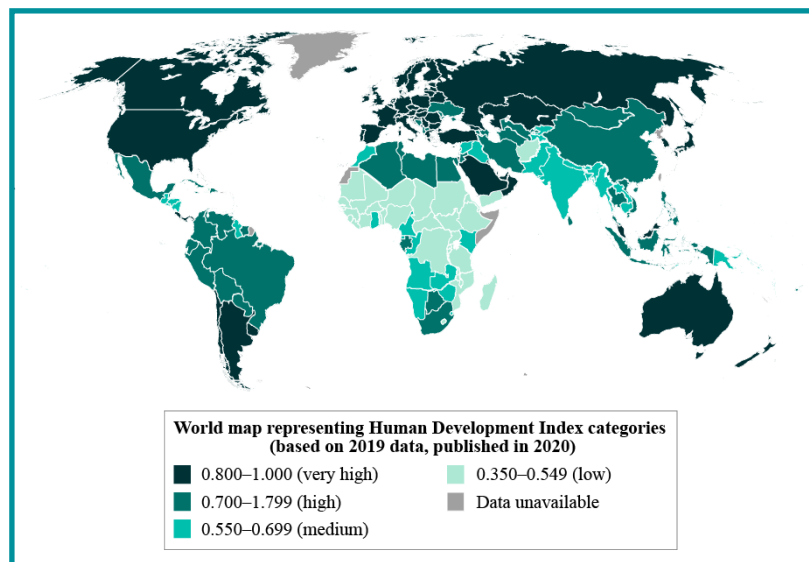 World map representing Human Development Index categories
(based on 2019 data, published in 2020)
0.800–1.000 (very high)
0.700–1.799 (high)
0.550–0.699 (medium)
0.350–0.549 (low)
Data unavailable